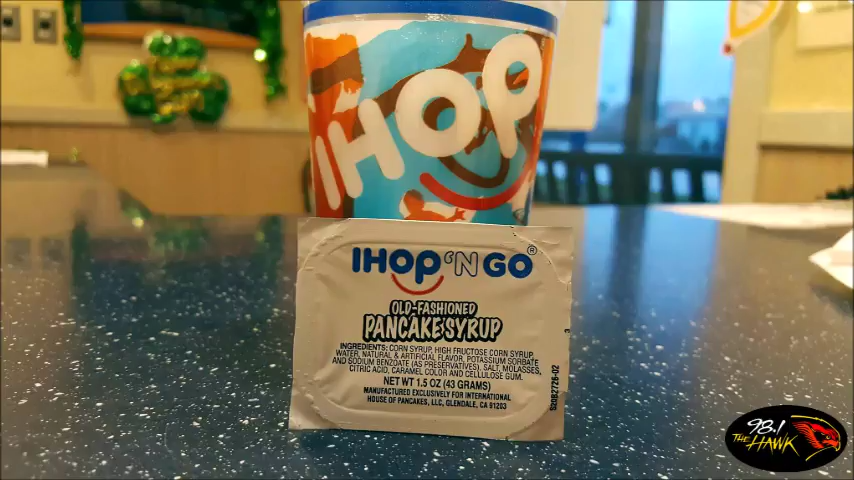 IHOP
IHOP 'N GO®
OLD-FASHIONED
PANCAKE SYRUP
INGREDIENTS: CORN SYRUP, HIGH FRUCTOSE CORN SYRUP,
WATER, NATURAL & ARTIFICIAL FLAVOR, POTASSIUM SORBATE
AND SODIUM BENZOATE (AS PRESERVATIVES), SALT, MOLASSES,
CITRIC ACID, CARAMEL COLOR AND CELLULOSE GUM.
NET WT 1.5 OZ (43 GRAMS)
MANUFACTURED EXCLUSIVELY FOR INTERNATIONAL
HOUSE OF PANCAKES, LLC, GLENDALE, CA 91203
52082726-02
98.1
THE HAWK